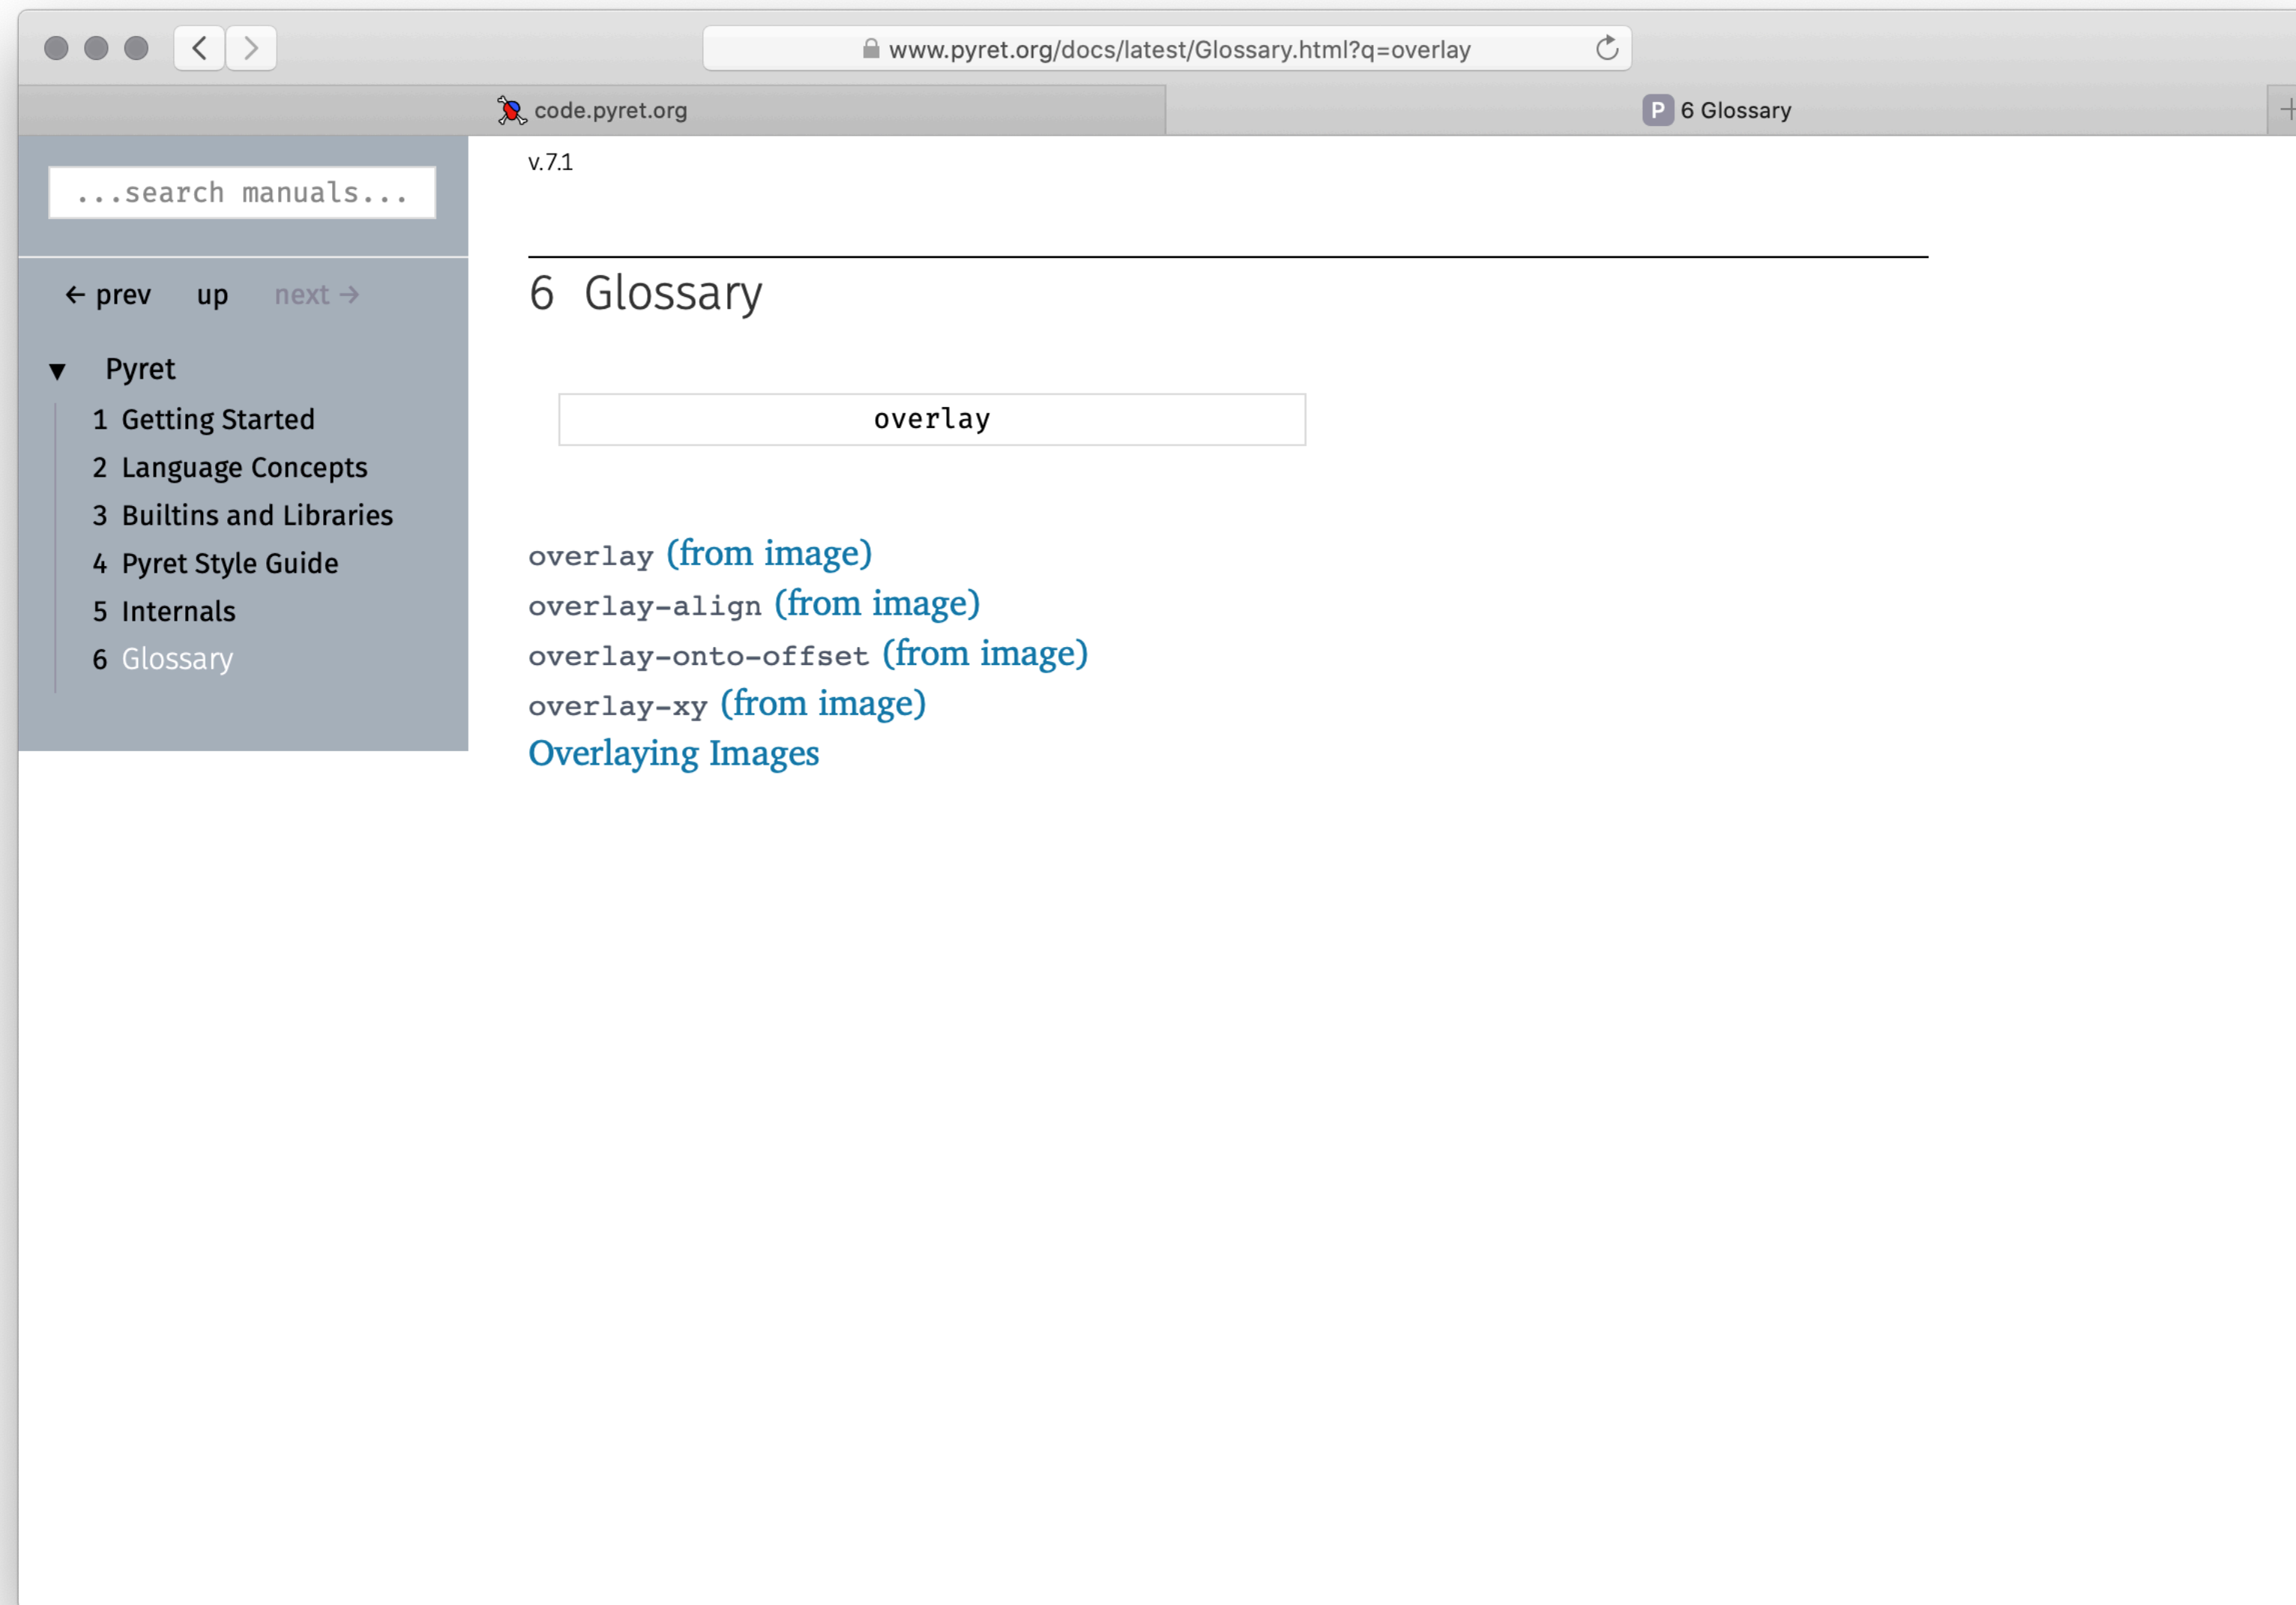 www.pyret.org/docs/latest/Glossary.html?q=overlay
code.pyret.org
P 6 Glossary
...search manuals...
← prev up next →
▼ Pyret
1 Getting Started
2 Language Concepts
3 Builtins and Libraries
4 Pyret Style Guide
5 Internals
6 Glossary
v.7.1
6 Glossary
overlay
overlay (from image)
overlay-align (from image)
overlay-onto-offset (from image)
overlay-xy (from image)
Overlaying Images